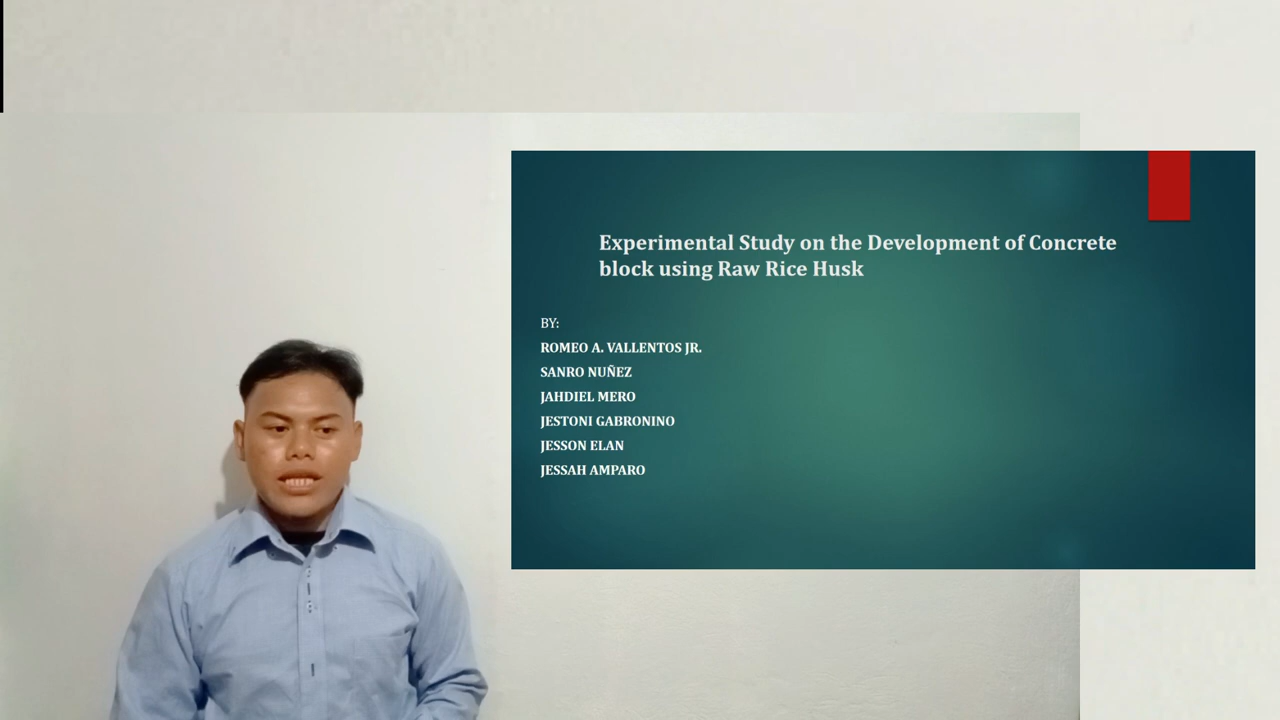 Experimental Study on the Development of Concrete
block using Raw Rice Husk
BY:
ROMEO A. VALLENTOS JR.
SANRO NUÑEZ
JAHDIEL MERO
JESTONI GABRONINO
JESSON ELAN
JESSAH AMPARO